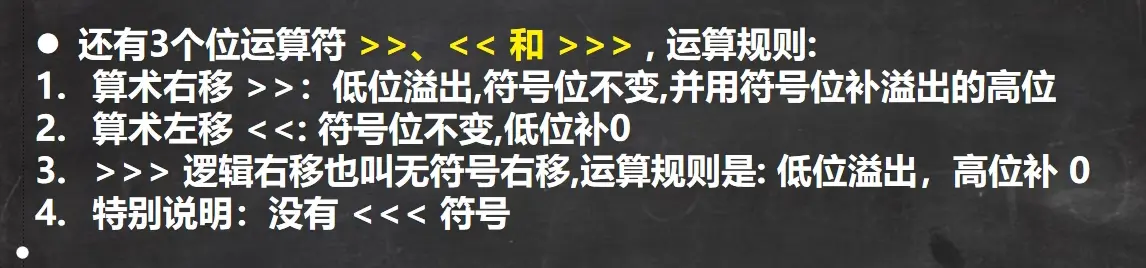 ● 还有3个位运算符 >>、<< 和 >>> , 运算规则:
1. 算术右移 >>：低位溢出,符号位不变,并用符号位补溢出的高位
2. 算术左移 <<: 符号位不变,低位补0
3. >>> 逻辑右移也叫无符号右移,运算规则是: 低位溢出，高位补 0
4. 特别说明：没有 <<< 符号
●